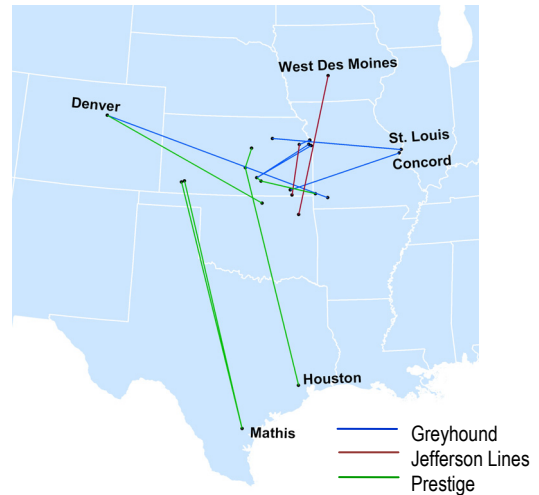 West Des Moines
Denver
St. Louis
Concord
Houston
Mathis
Greyhound
Jefferson Lines
Prestige